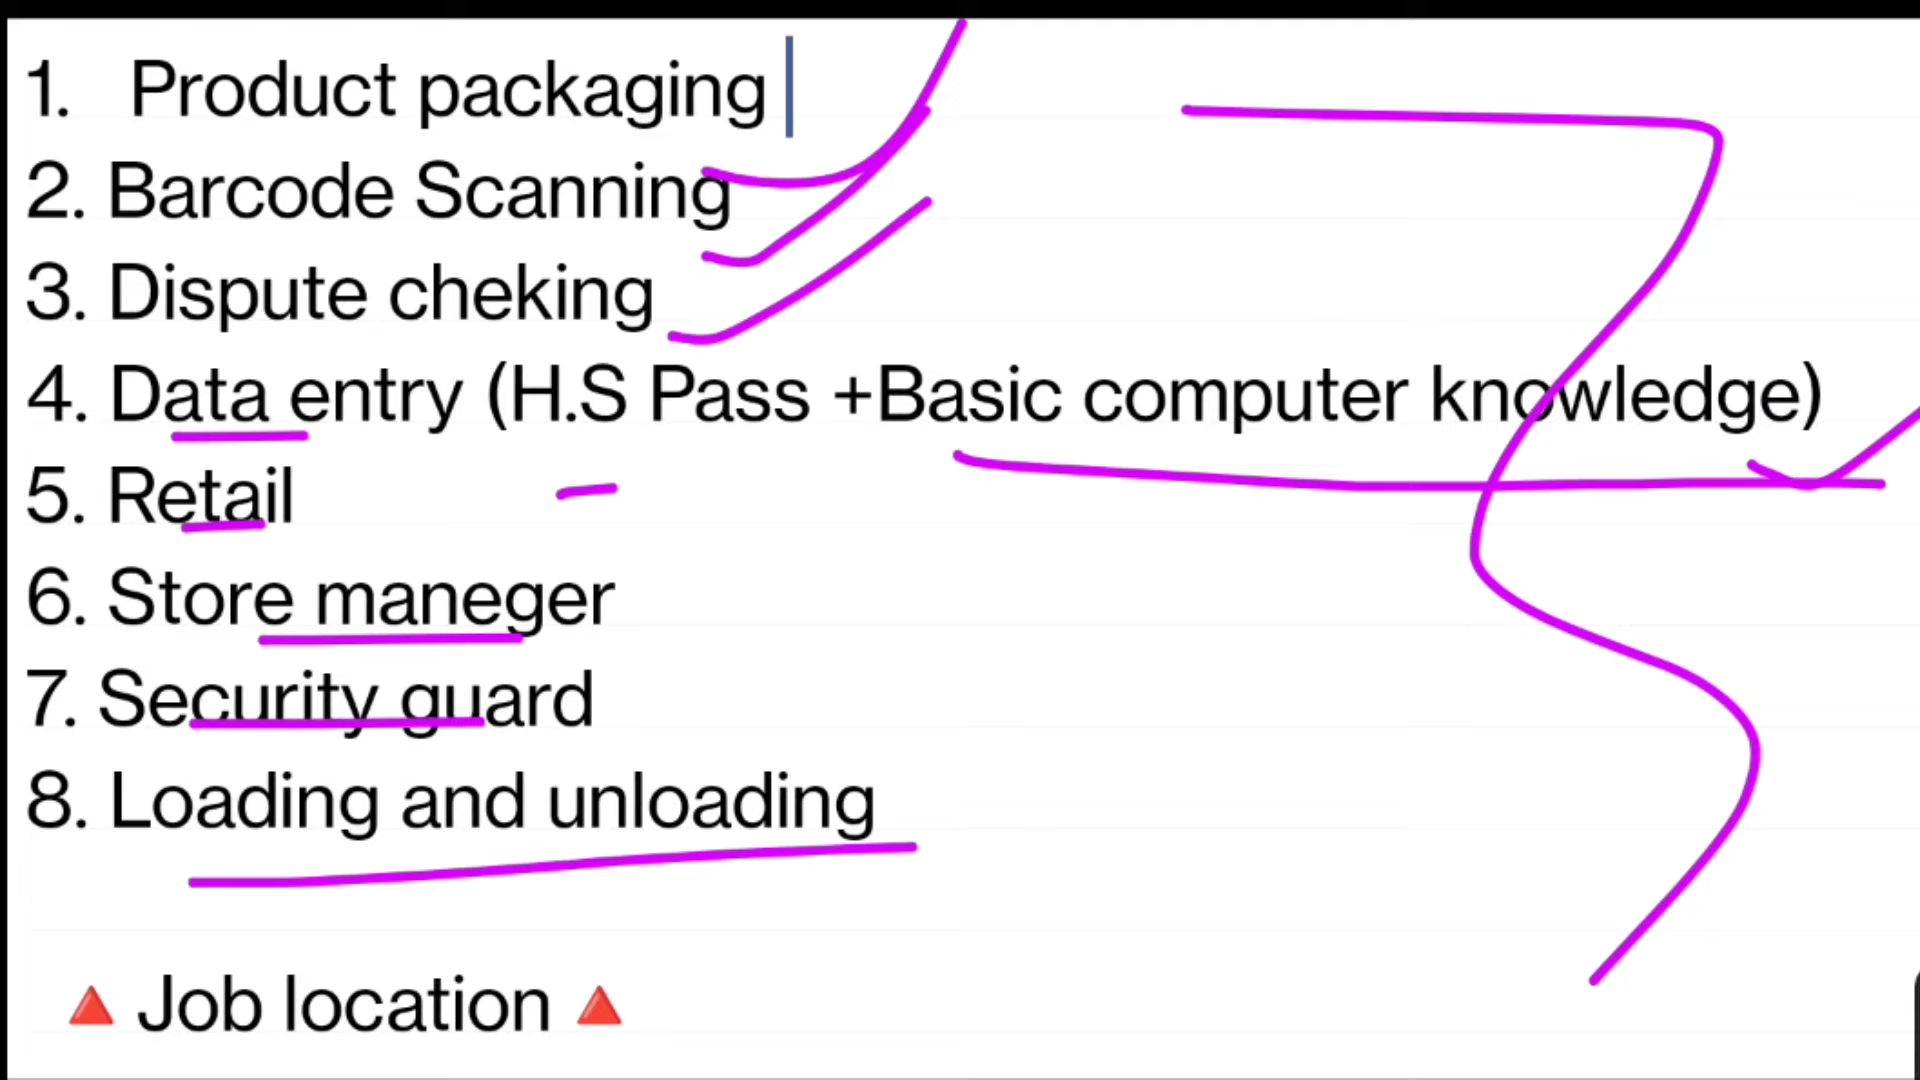 1. Product packaging
2. Barcode Scanning
3. Dispute cheking
4. Data entry (H.S Pass +Basic computer knowledge)
5. Retail
6. Store maneger
7. Security guard
8. Loading and unloading
🔺Job location🔺